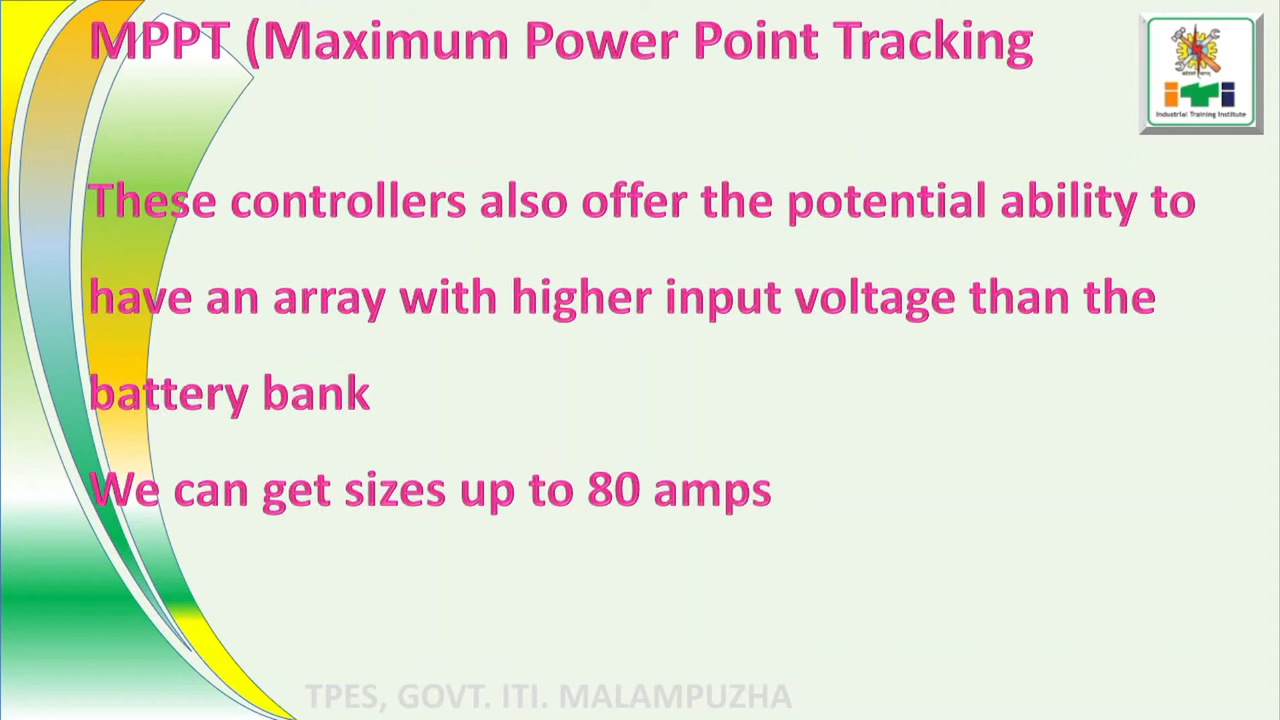 MPPT (Maximum Power Point Tracking
iTi
Industrial Training Institute
These controllers also offer the potential ability to
have an array with higher input voltage than the
battery bank
We can get sizes up to 80 amps
TPES, GOVT. ITI. MALAMPUZHA